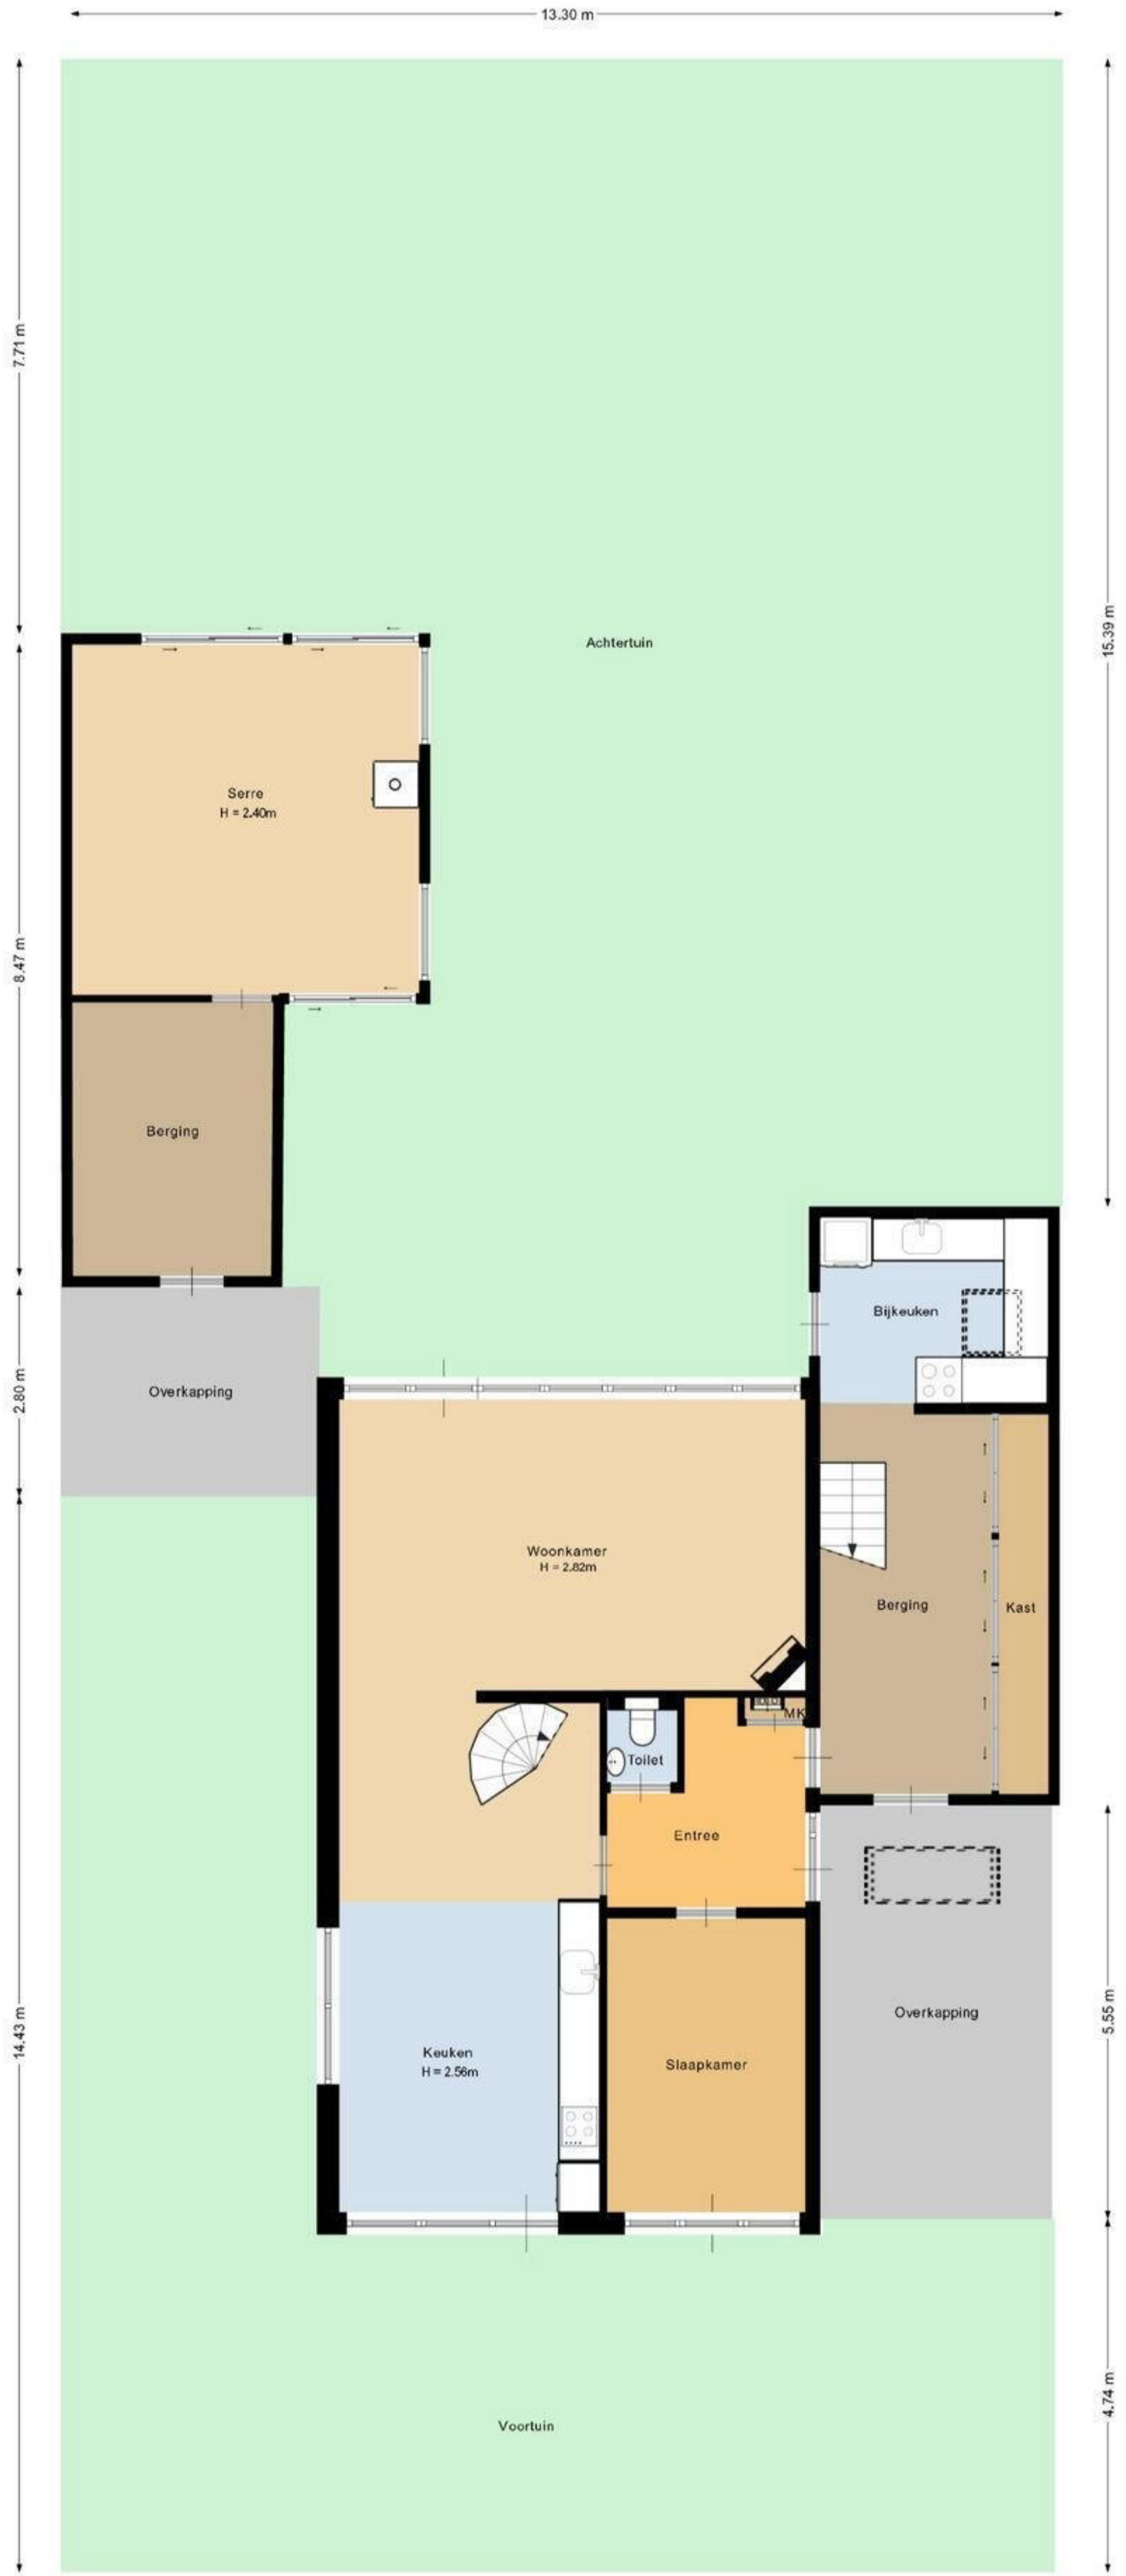 13.30 m
7.71 m
15.39 m
Achtertuin
Serre
H = 2.40m
8.47 m
Berging
Bijkeuken
2.80 m
Overkapping
Woonkamer
H = 2.82m
Berging
Kast
MK
Toilet
Entree
14.43 m
5.55 m
Overkapping
Keuken
H = 2.56m
Slaapkamer
4.74 m
Voortuin